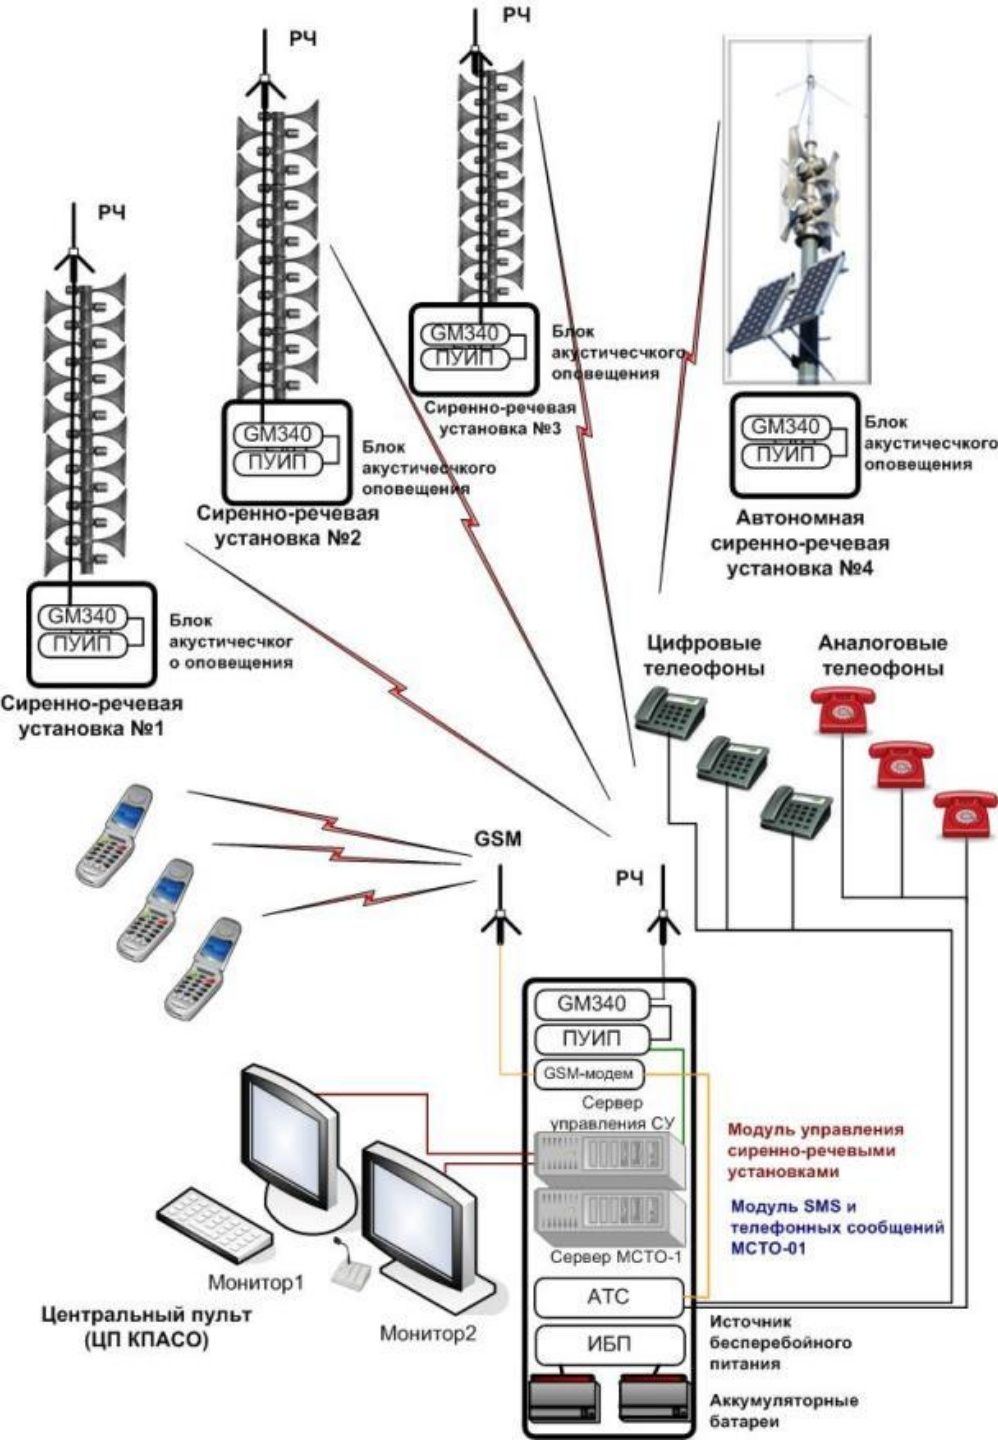 РЧ
РЧ
РЧ
GM340
ПУИП
Блок
акустичесчкого
оповещения
Сиренно-речевая
установка №3
GM340
ПУИП
Блок
акустичесчкого
оповещения
Сиренно-речевая
установка №2
GM340
ПУИП
Блок
акустичесчкого
оповещения
Автономная
сиренно-речевая
установка №4
GM340
ПУИП
Блок
акустичесчког
о оповещения
Сиренно-речевая
установка №1
Цифровые
телеофоны
Аналоговые
телеофоны
GSM
РЧ
GM340
ПУИП
GSM-модем
Сервер
управления СУ
Модуль управления
сиренно-речевыми
установками
Модуль SMS и
телефонных сообщений
МСТО-01
Сервер МСТО-1
Монитор1
Монитор2
Центральный пульт
(ЦП КПАСО)
АТС
ИБП
Источник
бесперебойного
питания
Аккумуляторные
батареи